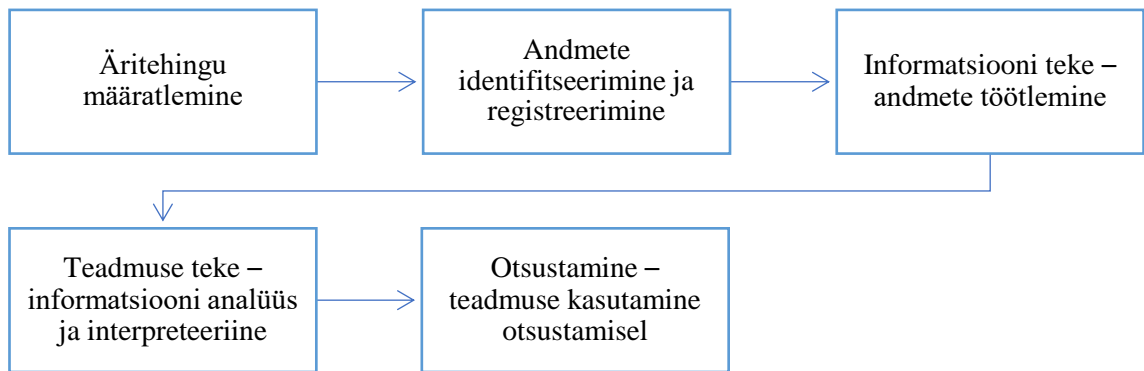 Äritehingu
määratlemine
Andmete
identifitseerimine ja
registreerimine
Informatsiooni teke –
andmete töötlemine
Teadmuse teke –
informatsiooni analüüs
ja interpreteeriine
Otsustamine –
teadmuse kasutamine
otsustamisel